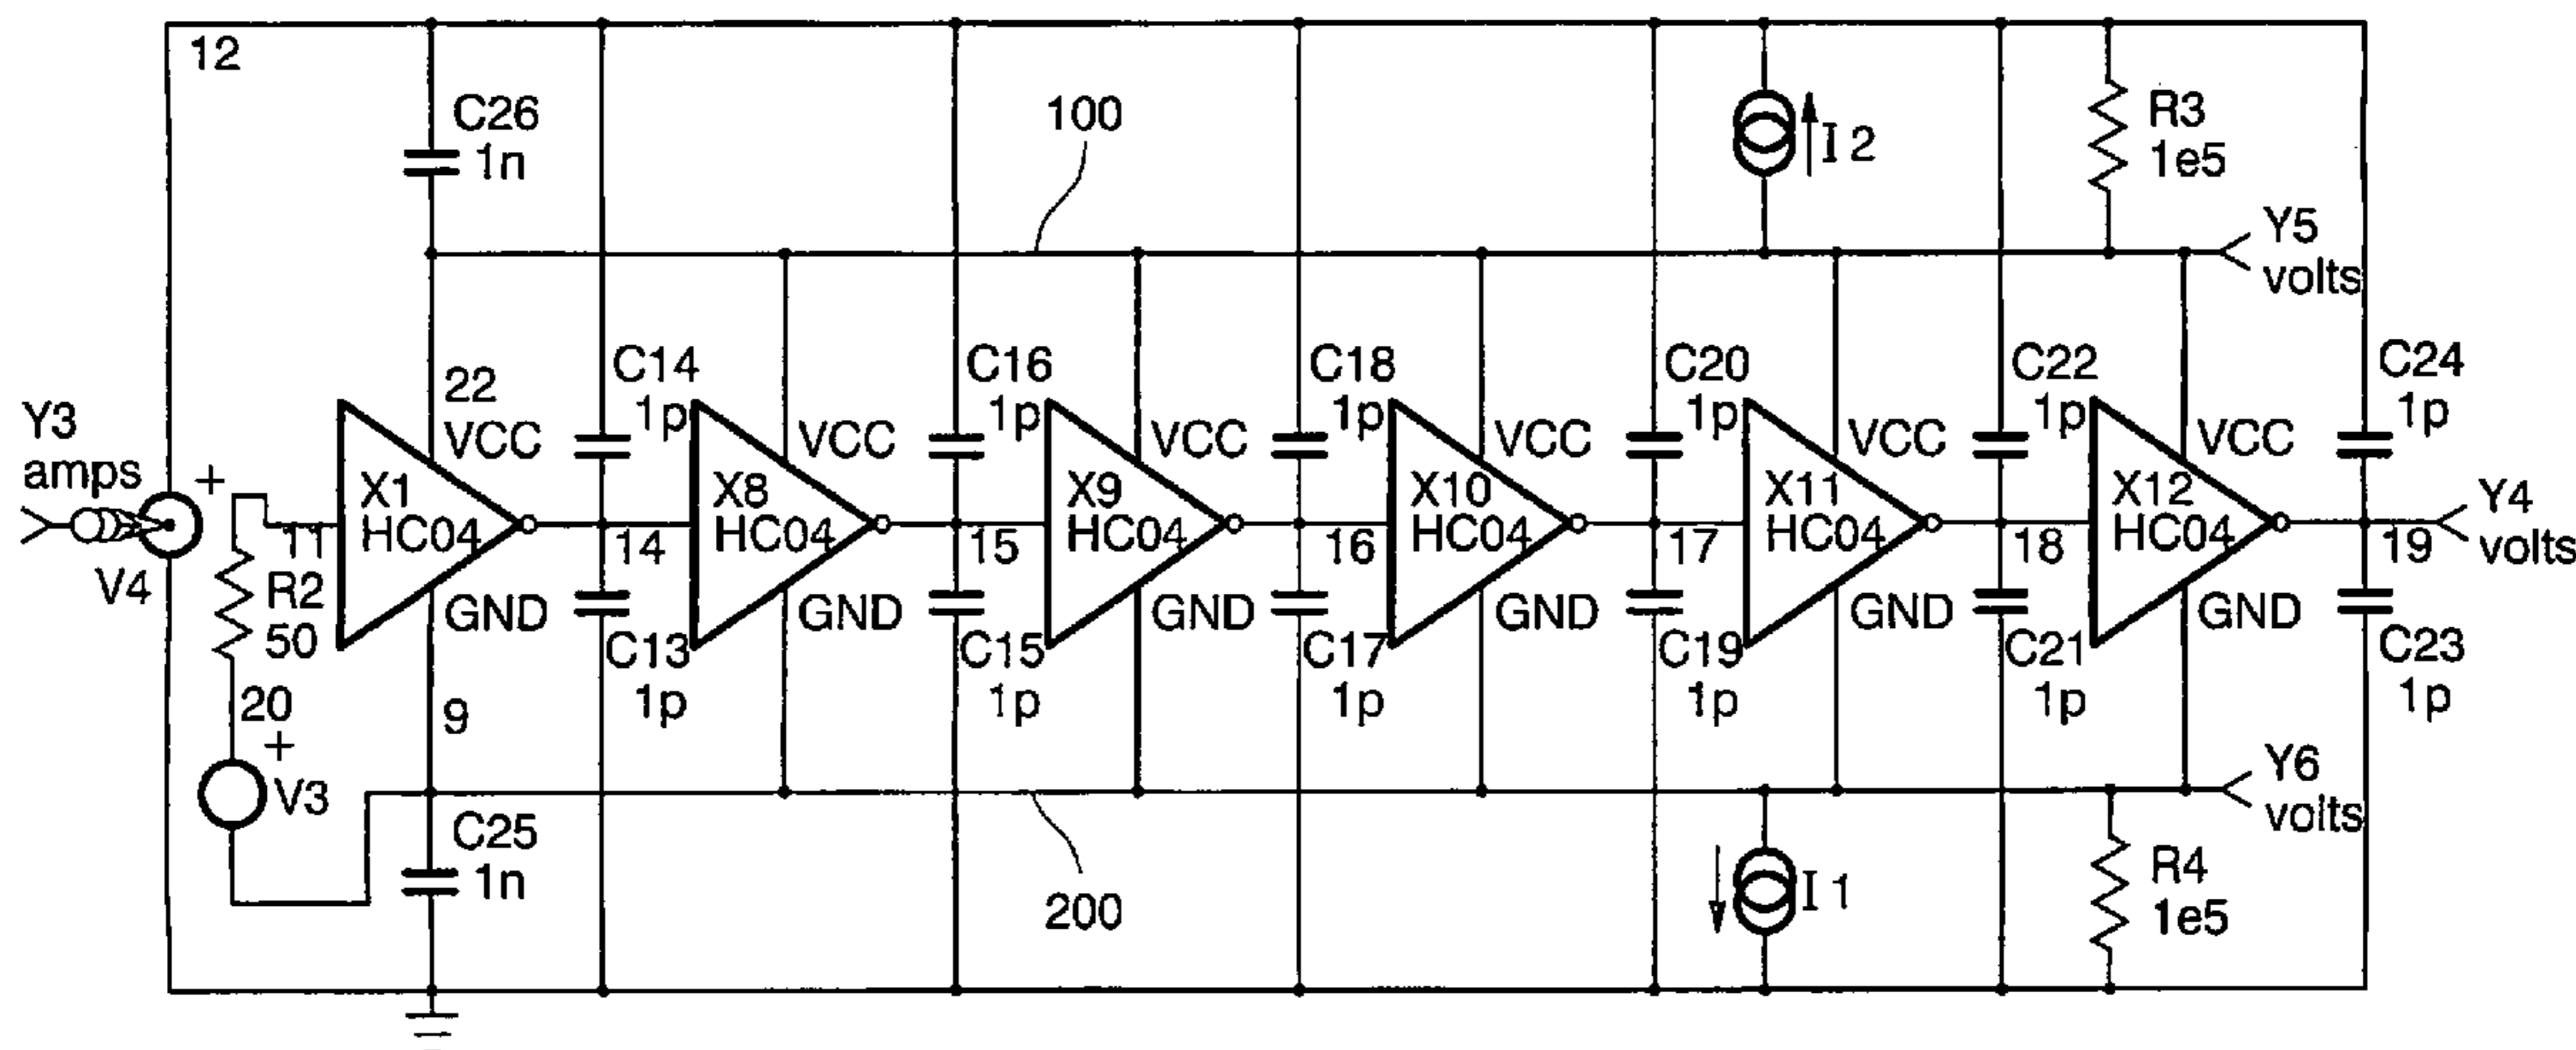 12
C26
1n
100
I 2
R3
1e5
Y5
volts
22
VCC
C14
1p
VCC
C16
1p
VCC
C18
1p
VCC
C20
1p
VCC
C22
1p
VCC
C24
1p
Y3
amps
+
V4
11
X1
HC04
14
X8
HC04
15
X9
HC04
16
X10
HC04
17
X11
HC04
18
X12
HC04
19
Y4
volts
R2
50
GND
C13
1p
GND
C15
1p
GND
C17
1p
GND
C19
1p
GND
C21
1p
GND
C23
1p
20
+
V3
9
C25
1n
200
I 1
R4
1e5
Y6
volts